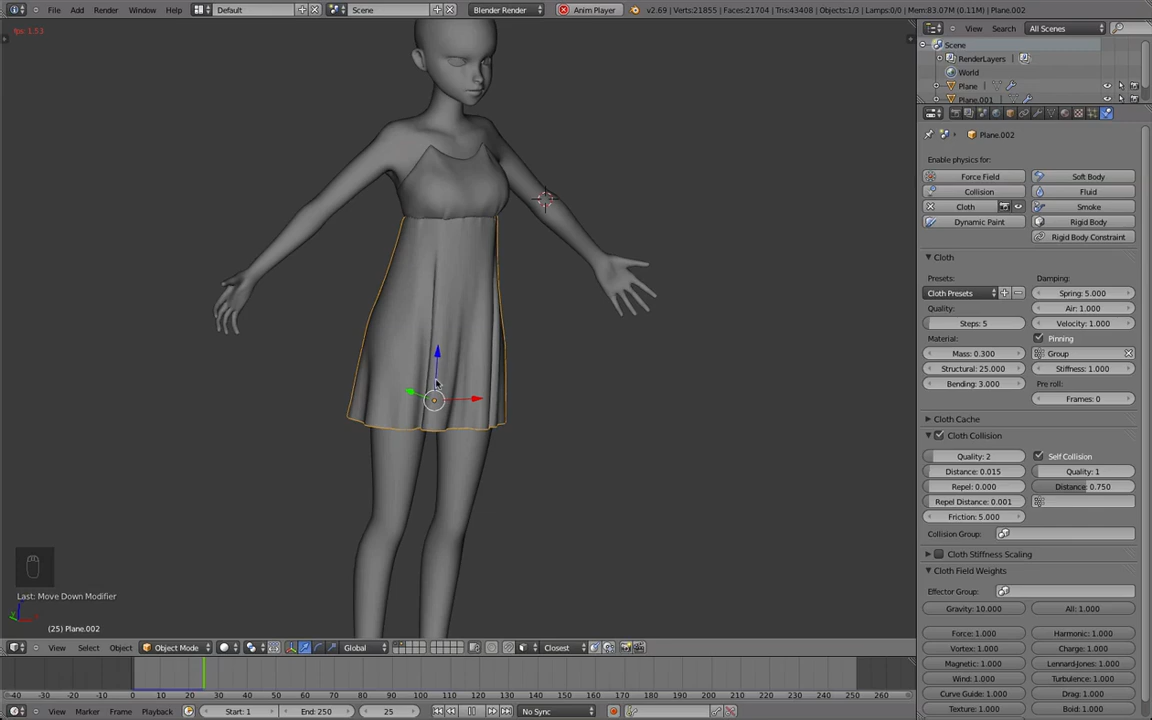 File Add Render Window Help Default Scene Blender Render Anim Player v2.69 | Verts:21855 | Faces:21704 | Tris:43408 | Objects:1/3 | Lamps:0/0 | Mem:83.07M (0.11M) | Plane.002
View Search All Scenes
fps: 1.53
Scene
RenderLayers
World
Plane
Plane.001
Plane.002
Enable physics for:
Force Field Soft Body
Collision Fluid
Cloth Smoke
Dynamic Paint Rigid Body
Rigid Body Constraint
Cloth
Presets: Damping:
Cloth Presets Spring: 5.000
Quality: Air: 1.000
Steps: 5 Velocity: 1.000
Material: Pinning
Mass: 0.300 Group
Structural: 25.000 Stiffness: 1.000
Bending: 3.000 Pre roll:
Frames: 0
Cloth Cache
Cloth Collision
Quality: 2 Self Collision
Distance: 0.015 Quality: 1
Repel: 0.000 Distance: 0.750
Repel Distance: 0.001
Friction: 5.000
Collision Group:
Cloth Stiffness Scaling
Cloth Field Weights
Effector Group:
Gravity: 10.000 All: 1.000
Force: 1.000 Harmonic: 1.000
Vortex: 1.000 Charge: 1.000
Magnetic: 1.000 Lennard-Jones: 1.000
Wind: 1.000 Turbulence: 1.000
Curve Guide: 1.000 Drag: 1.000
Texture: 1.000 Boid: 1.000
Last: Move Down Modifier
(25) Plane.002
View Select Object Object Mode Global Closest
-40 -30 -20 -10 0 10 20 30 40 50 60 70 80 90 100 110 120 130 140 150 160 170 180 190 200 210 220 230 240 250 260
View Marker Frame Playback Start: 1 End: 250 25 No Sync